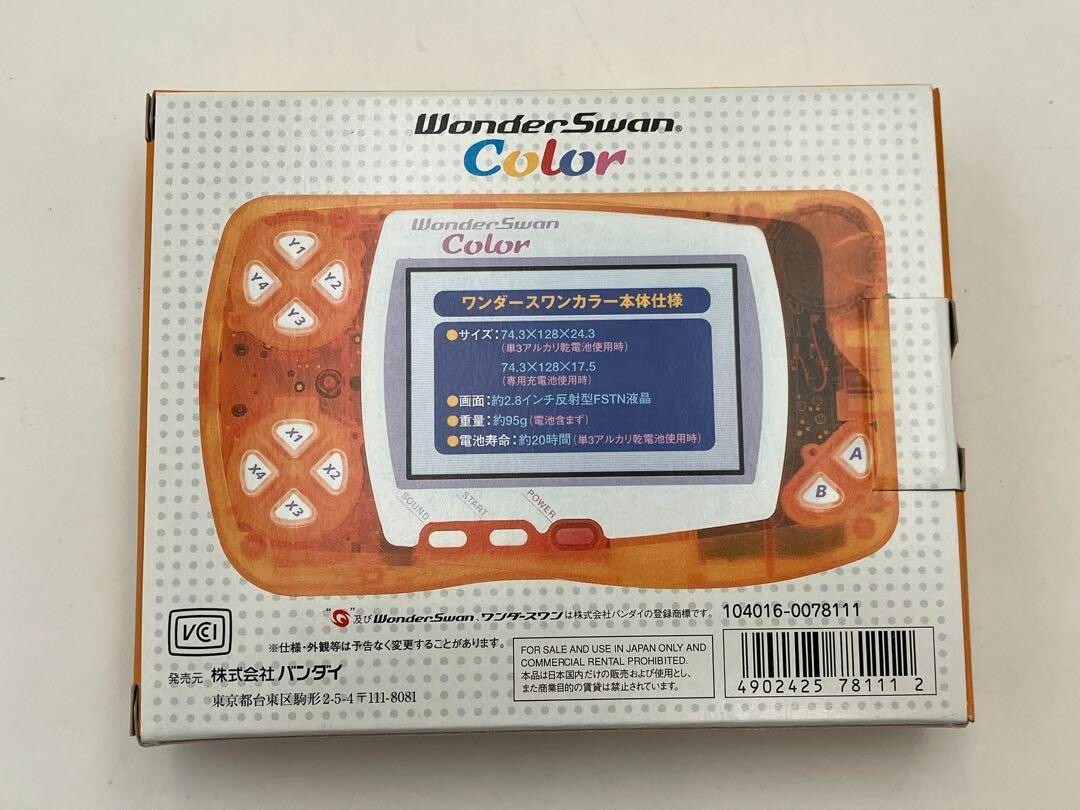 WonderSwan®
Color
WonderSwan
Color
Y1
Y4
Y2
Y3
ワンダースワンカラー本体仕様
サイズ：74.3×128×24.3
（単3アルカリ乾電池使用時）
74.3×128×17.5
（専用充電池使用時）
画面：約2.8インチ反射型FSTN液晶
重量：約95g（電池含まず）
電池寿命：約20時間（単3アルカリ乾電池使用時）
X1
X4
X2
X3
A
B
SOUND
START
POWER
" "及びWonderSwan、ワンダースワンは株式会社バンダイの登録商標です。 104016-0078111
VCCI
※仕様・外観等は予告なく変更することがあります。
発売元 株式会社 バンダイ
東京都台東区駒形2-5-4 〒111-8081
FOR SALE AND USE IN JAPAN ONLY AND
COMMERCIAL RENTAL PROHIBITED.
本品は日本国内だけの販売および使用とし、
また商業目的の賃貸は禁止されています。
4902425 78111 2